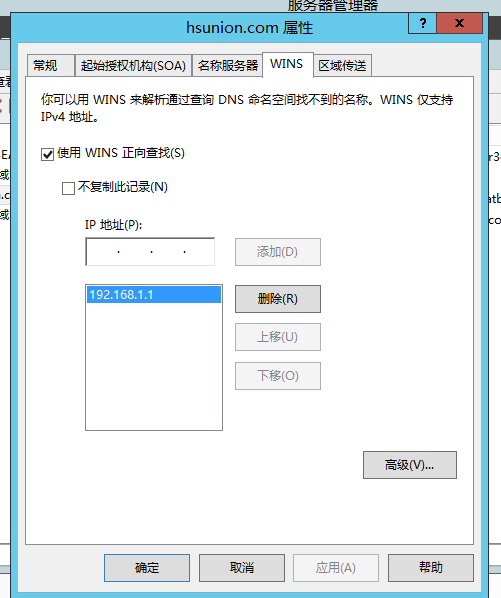 服务器管理器
hsunion.com 属性
?
x
常规
起始授权机构(SOA)
名称服务器
WINS
区域传送
你可以用 WINS 来解析通过查询 DNS 命名空间找不到的名称。WINS 仅支持
IPv4 地址。
使用 WINS 正向查找(S)
不复制此记录(N)
IP 地址(P):
. . .
添加(D)
192.168.1.1
删除(R)
上移(U)
下移(O)
高级(V)...
确定
取消
应用(A)
帮助